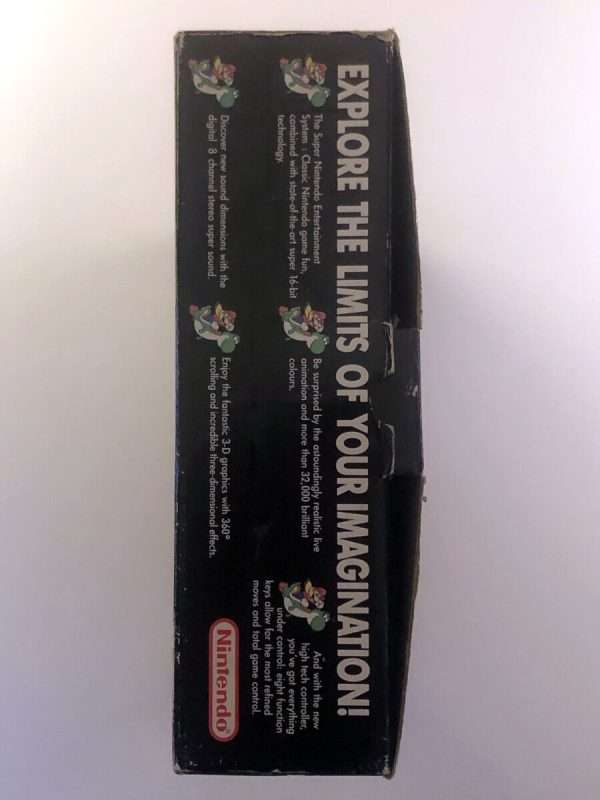 EXPLORE THE LIMITS OF YOUR IMAGINATION!
The Super Nintendo Entertainment
System : Classic Nintendo game fun,
combined with state-of-the-art super 16-bit
technology.
Be surprised by the astoundingly realistic live
animation and more than 32,000 brilliant
colours.
And with the new
high tech controller,
you've got everything
under control: eight function
keys allow for the most refined
moves and total game control.
Discover new sound dimensions with the
digital 8 channel stereo super sound.
Enjoy the fantastic 3-D graphics with 360°
scrolling and incredible three-dimensional effects.
Nintendo®